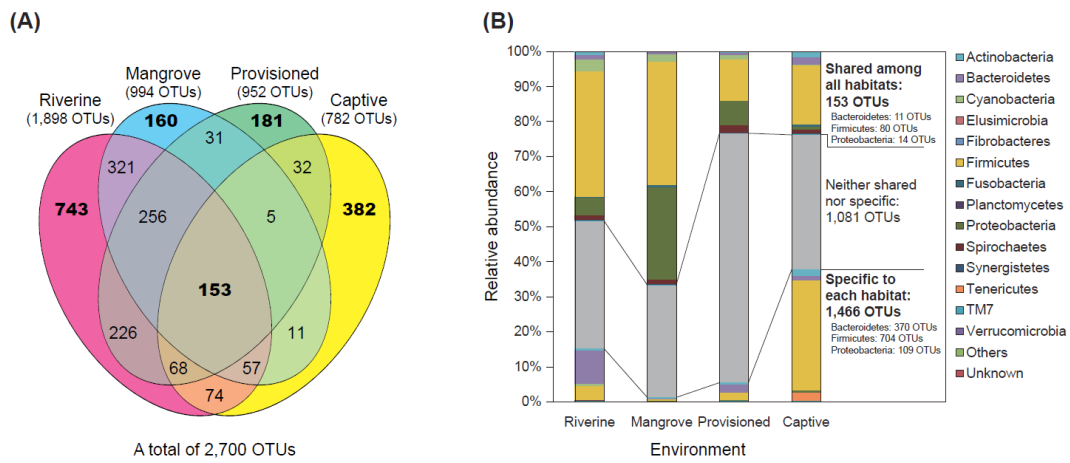 (A)
Mangrove
(994 OTUs)
Provisioned
(952 OTUs)
Riverine
(1,898 OTUs)
Captive
(782 OTUs)
160
181
31
321
32
743
256
5
382
153
226
11
68
57
74
A total of 2,700 OTUs
(B)
Relative abundance
100%
90%
80%
70%
60%
50%
40%
30%
20%
10%
0%
Riverine
Mangrove
Provisioned
Captive
Environment
Shared among
all habitats:
153 OTUs
Bacteroidetes: 11 OTUs
Firmicutes: 80 OTUs
Proteobacteria: 14 OTUs
Neither shared
nor specific:
1,081 OTUs
Specific to
each habitat:
1,466 OTUs
Bacteroidetes: 370 OTUs
Firmicutes: 704 OTUs
Proteobacteria: 109 OTUs
Actinobacteria
Bacteroidetes
Cyanobacteria
Elusimicrobia
Fibrobacteres
Firmicutes
Fusobacteria
Planctomycetes
Proteobacteria
Spirochaetes
Synergistetes
Tenericutes
TM7
Verrucomicrobia
Others
Unknown